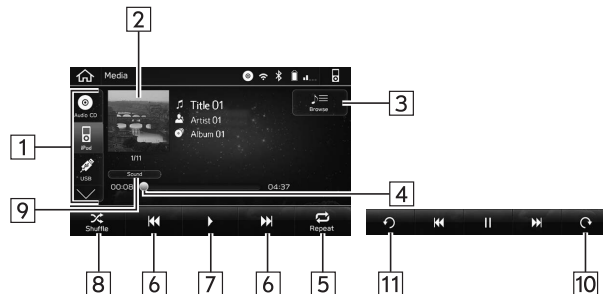 2
Media
Title 01
Artist 01
Album 01
Browse
3
Audio CD
iPod
USB
1
1/11
Sound
00:08
04:37
4
9
Shuffle
Repeat
8
6
7
6
5
11
10